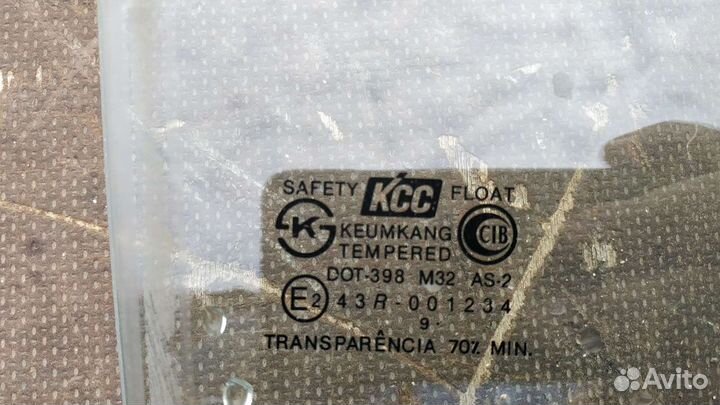 SAFETY KCC FLOAT
KS KEUMKANG CIB
TEMPERED
DOT-398 M32 AS-2
E2 43R-001234
9.
TRANSPARÊNCIA 70% MIN.
Avito